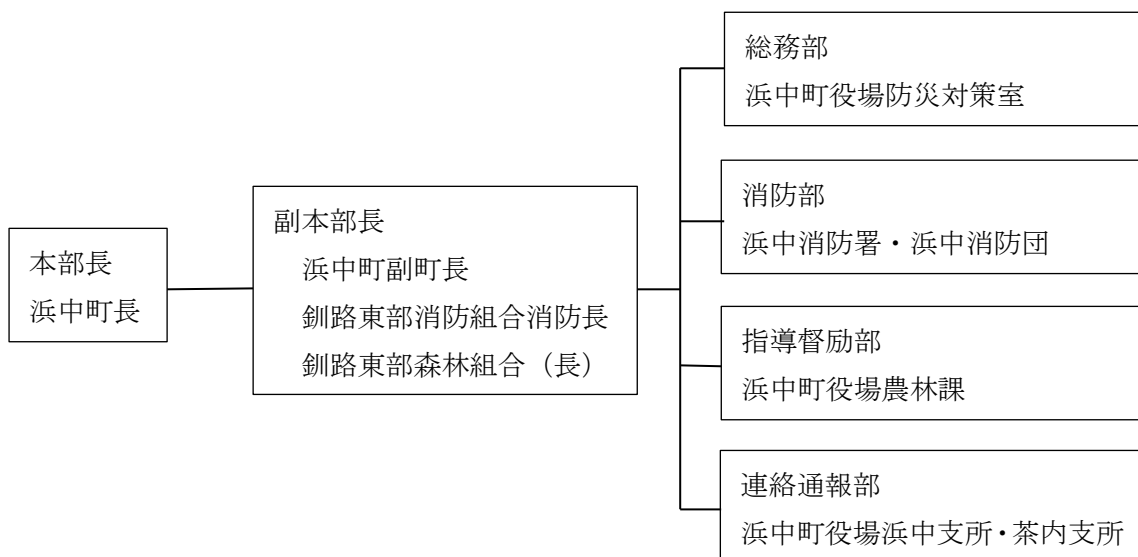 本部長
浜中町長
副本部長
浜中町副町長
釧路東部消防組合消防長
釧路東部森林組合（長）
総務部
浜中町役場防災対策室
消防部
浜中消防署・浜中消防団
指導督励部
浜中町役場農林課
連絡通報部
浜中町役場浜中支所・茶内支所